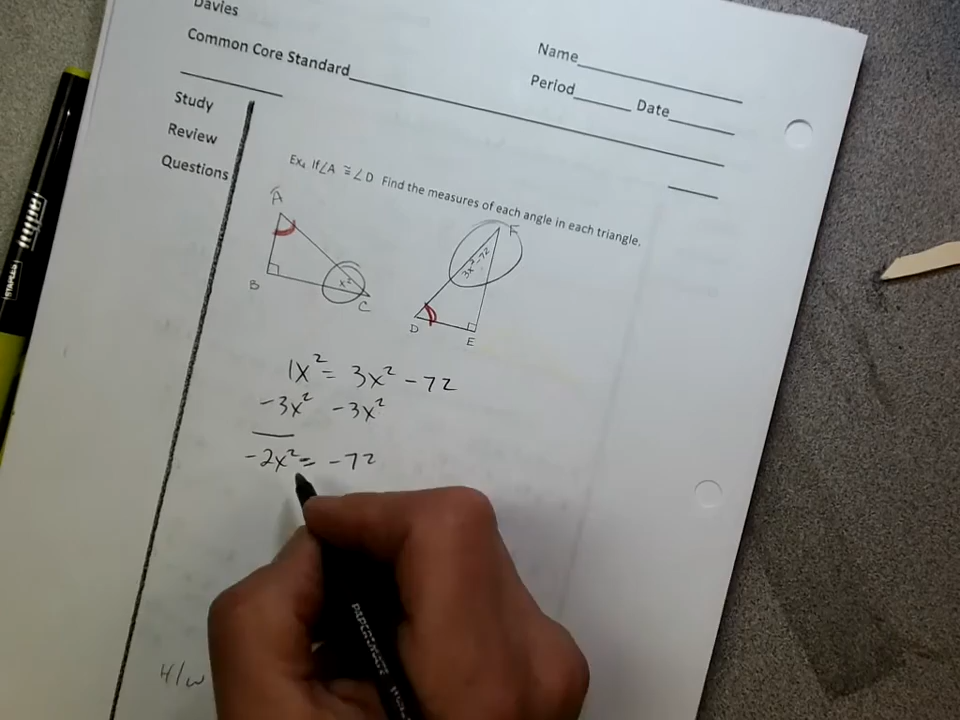 Davies
Common Core Standard
Name
Period Date
Study
Review
Questions
Ex. If ∠A ≅ ∠D Find the measures of each angle in each triangle.
A
B
x²
C
F
3x²-72
D
E
1x² = 3x² - 72
-3x² -3x²
-2x² = -72
H/w
STAPLES